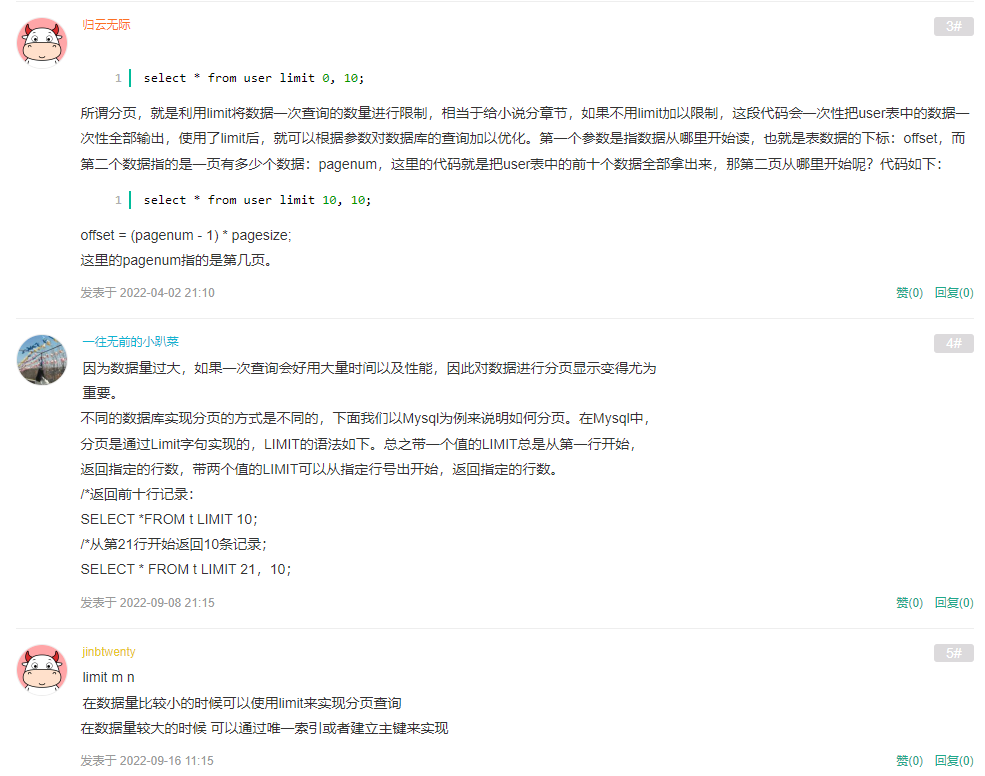 归云无际
3#
1 select * from user limit 0, 10;
所谓分页，就是利用limit将数据一次查询的数量进行限制，相当于给小说分章节，如果不用limit加以限制，这段代码会一次性把user表中的数据一
次性全部输出，使用了limit后，就可以根据参数对数据库的查询加以优化。第一个参数是指数据从哪里开始读，也就是表数据的下标：offset，而
第二个数据指的是一页有多少个数据：pagenum，这里的代码就是把user表中的前十个数据全部拿出来，那第二页从哪里开始呢？代码如下：
1 select * from user limit 10, 10;
offset = (pagenum - 1) * pagesize;
这里的pagenum指的是第几页。
发表于 2022-04-02 21:10
赞(0) 回复(0)
一往无前的小趴菜
4#
因为数据量过大，如果一次查询会好用大量时间以及性能，因此对数据进行分页显示变得尤为
重要。
不同的数据库实现分页的方式是不同的，下面我们以Mysql为例来说明如何分页。在Mysql中，
分页是通过Limit字句实现的，LIMIT的语法如下。总之带一个值的LIMIT总是从第一行开始，
返回指定的行数，带两个值的LIMIT可以从指定行号出开始，返回指定的行数。
/*返回前十行记录：
SELECT *FROM t LIMIT 10；
/*从第21行开始返回10条记录；
SELECT * FROM t LIMIT 21，10；
发表于 2022-09-08 21:15
赞(0) 回复(0)
jinbtwenty
5#
limit m n
在数据量比较小的时候可以使用limit来实现分页查询
在数据量较大的时候 可以通过唯一索引或者建立主键来实现
发表于 2022-09-16 11:15
赞(0) 回复(0)